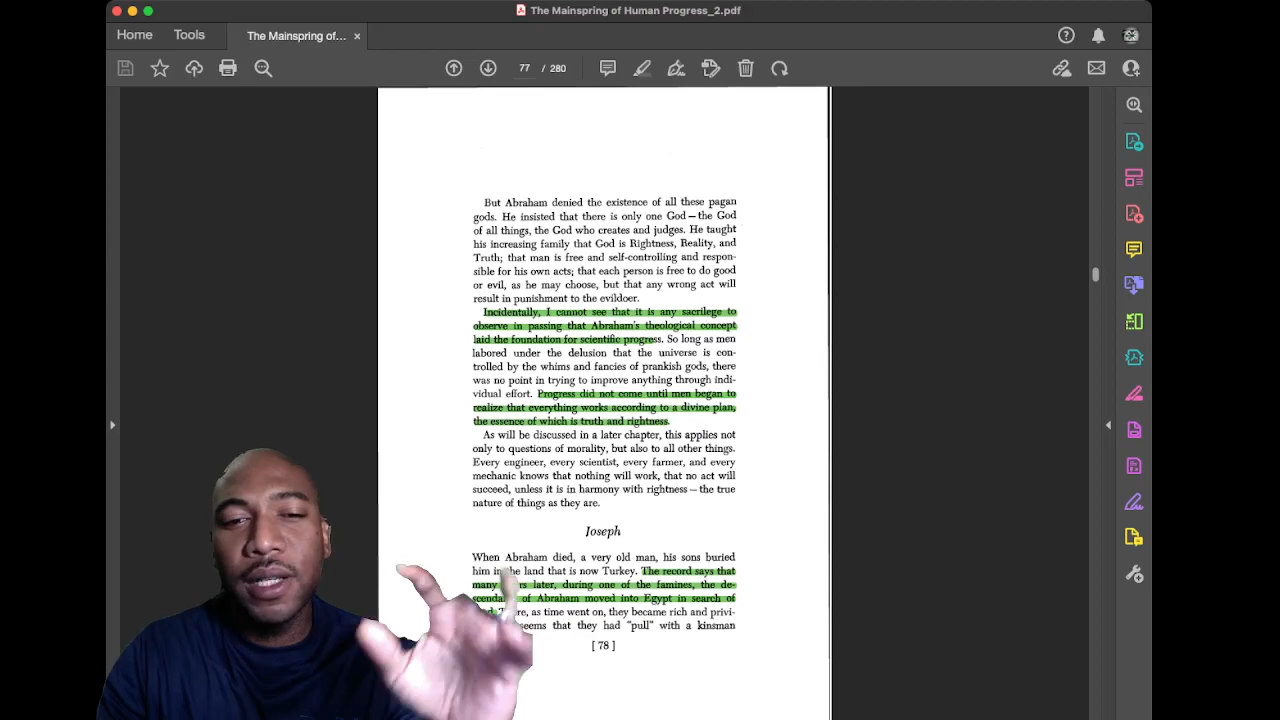 The Mainspring of Human Progress_2.pdf
Home Tools The Mainspring of... ×
77 / 280
But Abraham denied the existence of all these pagan
gods. He insisted that there is only one God—the God
of all things, the God who creates and judges. He taught
his increasing family that God is Rightness, Reality, and
Truth; that man is free and self-controlling and respon-
sible for his own acts; that each person is free to do good
or evil, as he may choose, but that any wrong act will
result in punishment to the evildoer.
Incidentally, I cannot see that it is any sacrilege to
observe in passing that Abraham's theological concept
laid the foundation for scientific progress. So long as men
labored under the delusion that the universe is con-
trolled by the whims and fancies of prankish gods, there
was no point in trying to improve anything through indi-
vidual effort. Progress did not come until men began to
realize that everything works according to a divine plan,
the essence of which is truth and rightness.
As will be discussed in a later chapter, this applies not
only to questions of morality, but also to all other things.
Every engineer, every scientist, every farmer, and every
mechanic knows that nothing will work, that no act will
succeed, unless it is in harmony with rightness—the true
nature of things as they are.
Joseph
When Abraham died, a very old man, his sons buried
him in the land that is now Turkey. The record says that
many later, during one of the famines, the de-
of Abraham moved into Egypt in search of
as time went on, they became rich and privi-
seems that they had "pull" with a kinsman
[ 78 ]